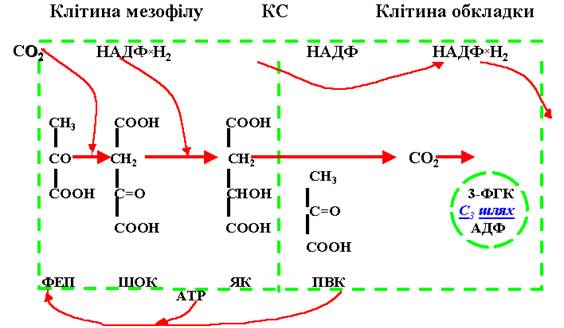 Клітина мезофілу КС Клітина обкладки
CO2 НАДФ×Н2 НАДФ НАДФ×Н2
CH3 COOH COOH
CO CH2 CH2 CO2
COOH C=O CHOH CH3
COOH COOH C=O
COOH
3-ФГК
С3 шлях
АДФ
ФЕП ЩОК ЯК ПВК
АТР